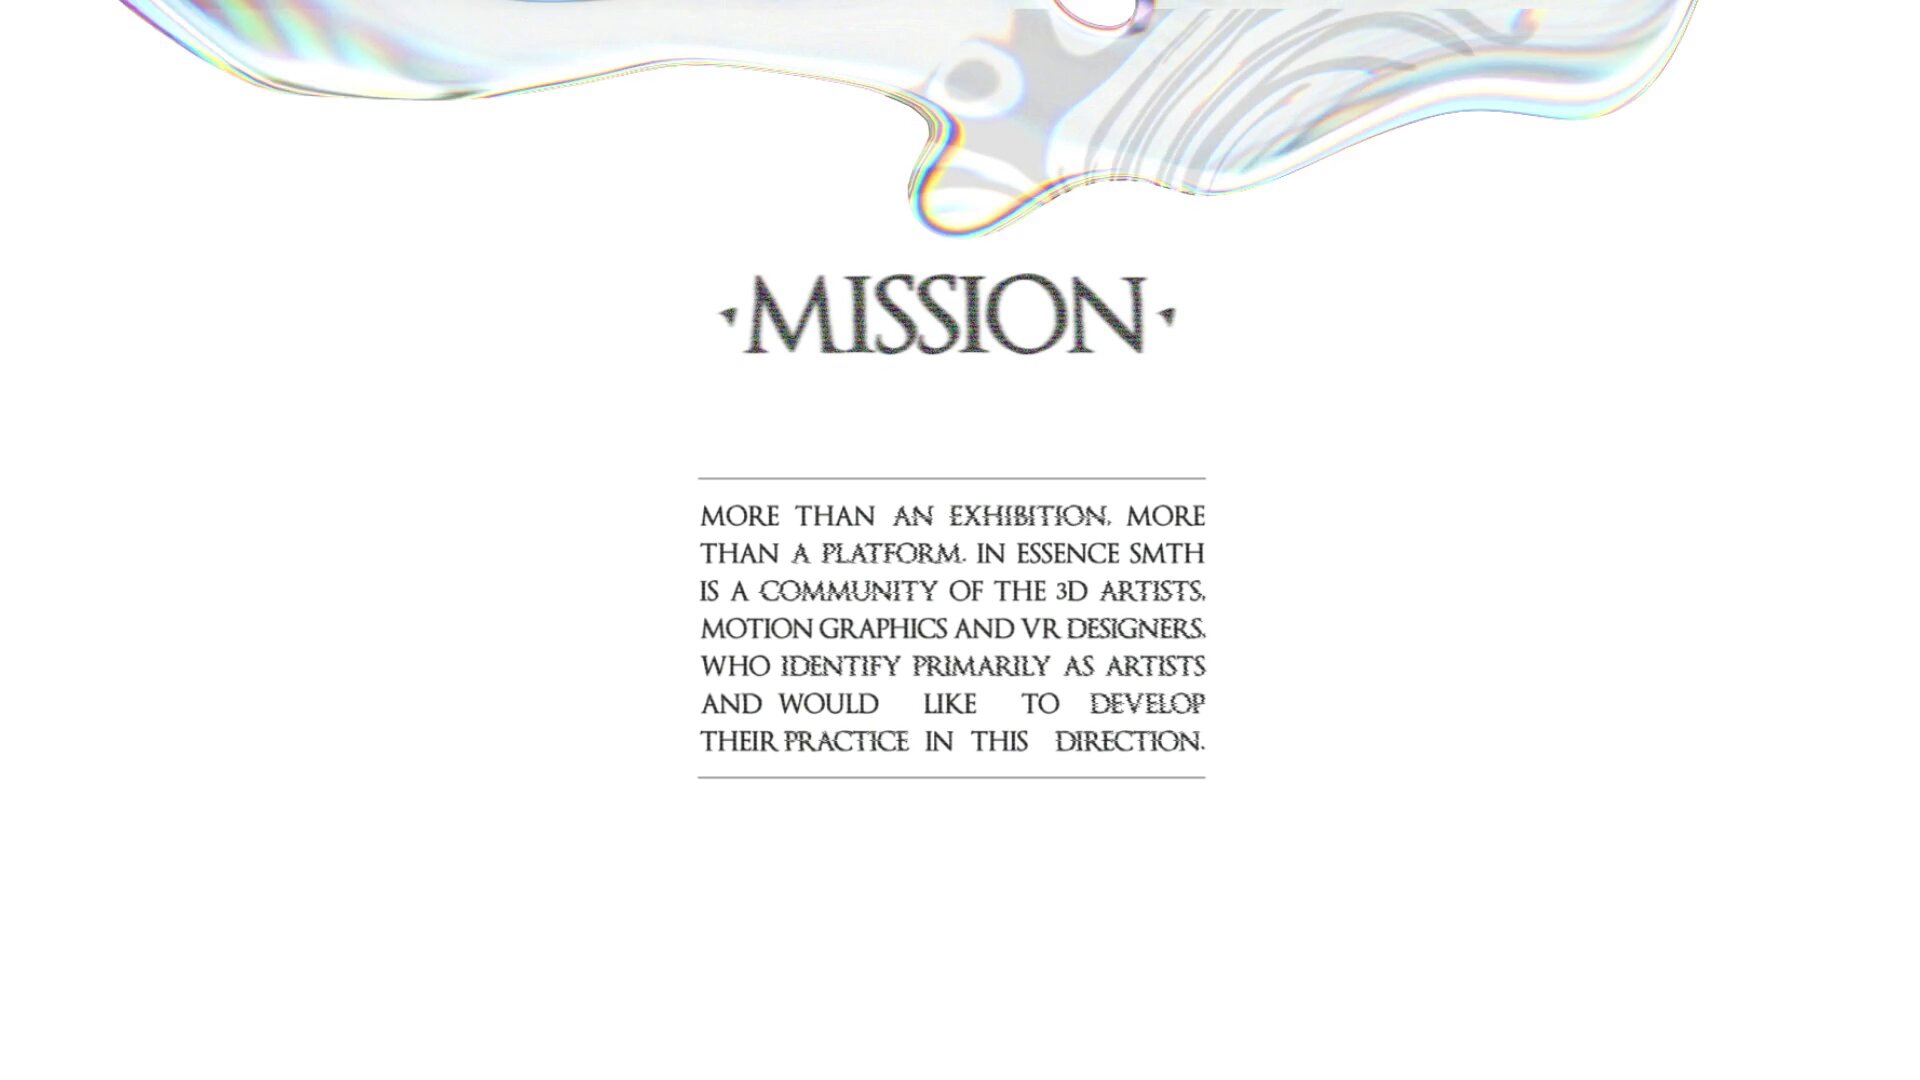 MISSION
MORE THAN AN EXHIBITION, MORE
THAN A PLATFORM. IN ESSENCE SMTH
IS A COMMUNITY OF THE 3D ARTISTS,
MOTION GRAPHICS AND VR DESIGNERS,
WHO IDENTIFY PRIMARILY AS ARTISTS
AND WOULD LIKE TO DEVELOP
THEIR PRACTICE IN THIS DIRECTION.